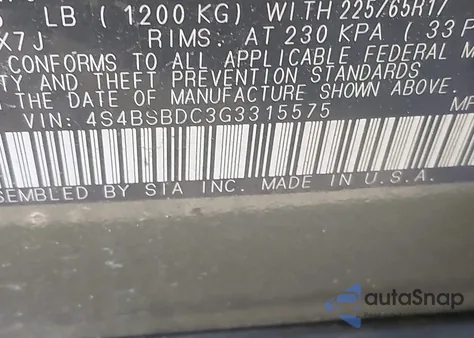 LB ( 1200 KG) WITH 225/65R17
X7J RIMS, AT 230 KPA ( 33 P
CONFORMS TO ALL APPLICABLE FEDERAL M
TY AND THEFT PREVENTION STANDARDS
N THE DATE OF MANUFACTURE SHOWN ABOVE.
VIN: 4S4BSBDC3G3315575
SEMBLED BY SIA INC. MADE IN U.S.A.
autoSnap